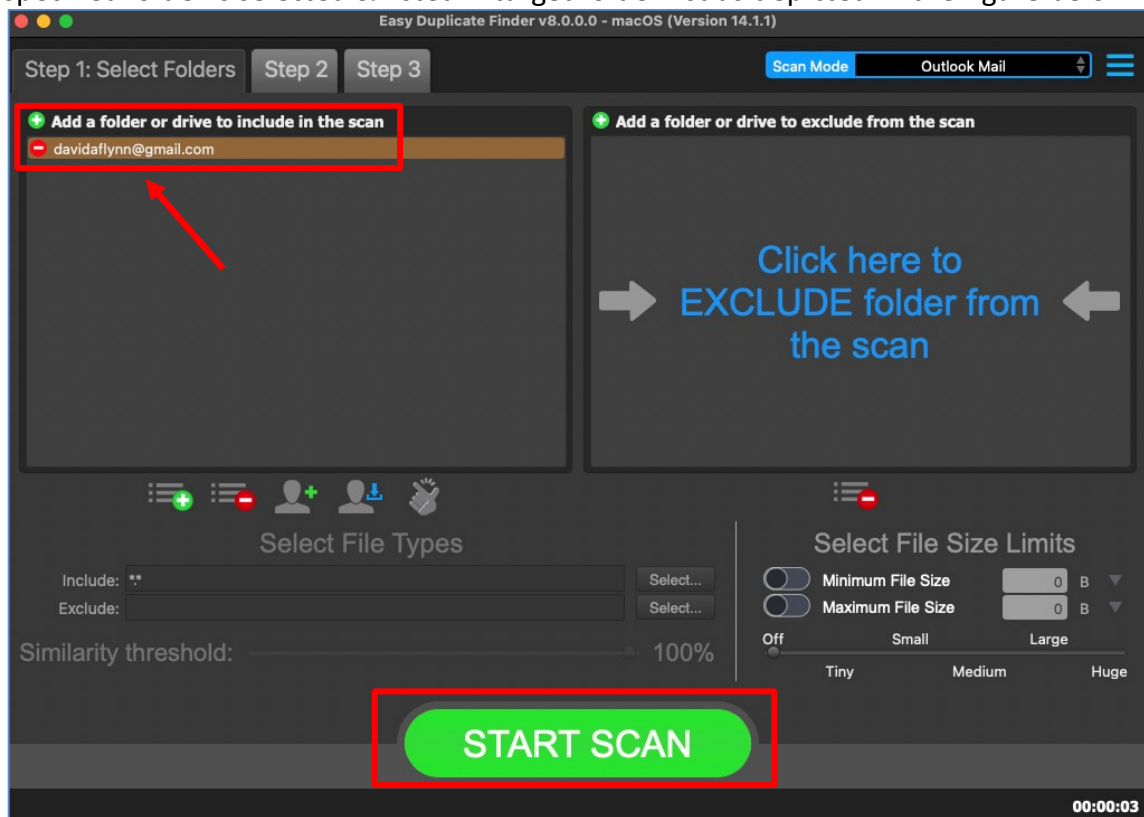 Easy Duplicate Finder v8.0.0.0 - macOS (Version 14.1.1)
Step 1: Select Folders
Step 2
Step 3
Scan Mode
Outlook Mail
Add a folder or drive to include in the scan
davidaflynn@gmail.com
Add a folder or drive to exclude from the scan
Click here to
EXCLUDE folder from
the scan
Select File Types
Include: *.*
Select...
Exclude:
Select...
Similarity threshold:
100%
Select File Size Limits
Minimum File Size
0 B
Maximum File Size
0 B
Off
Small
Large
Tiny
Medium
Huge
START SCAN
00:00:03